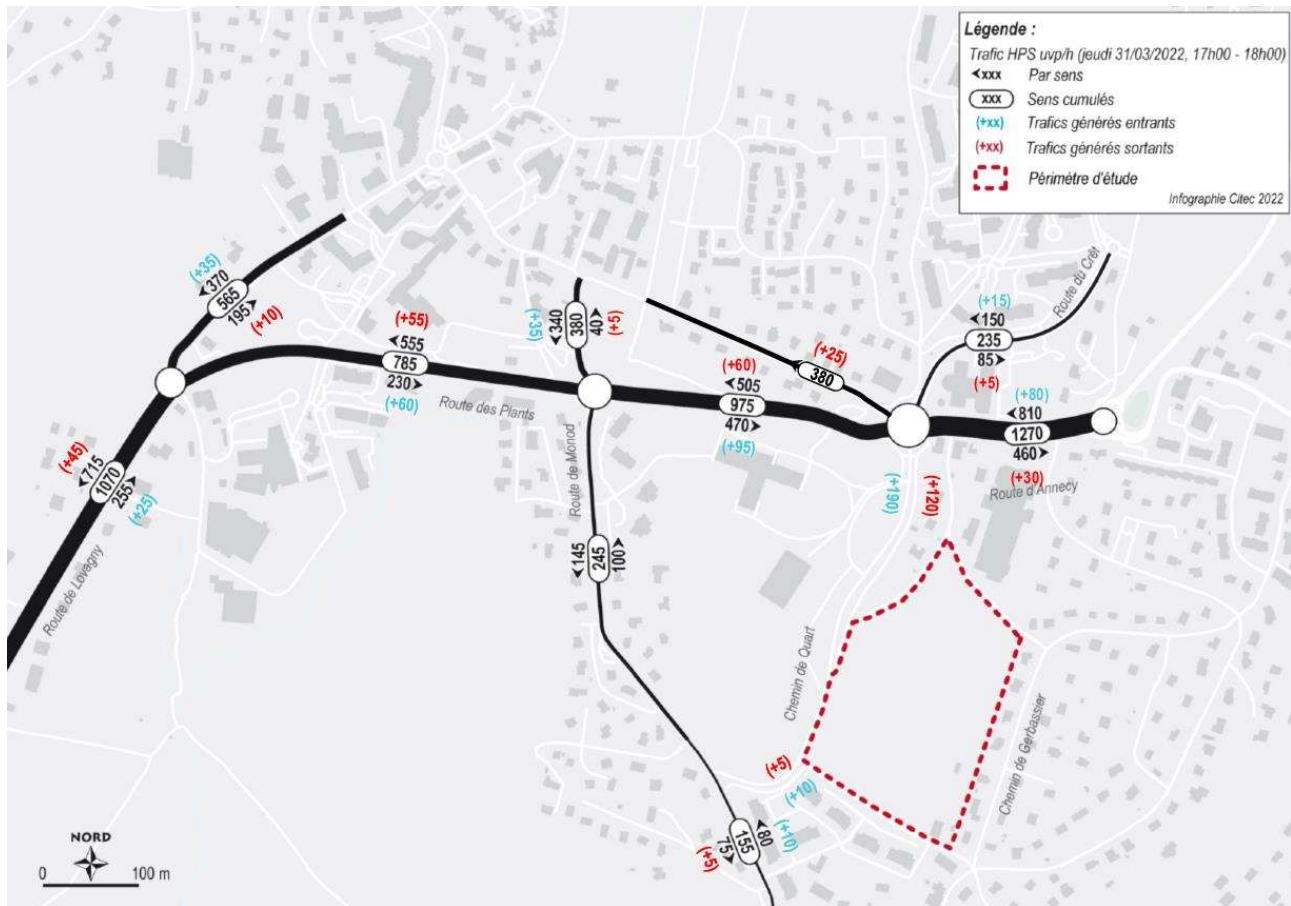 Légende :
Trafic HPS uvp/h (jeudi 31/03/2022, 17h00 - 18h00)
xxx Par sens
xxx Sens cumulés
(+xx) Trafics générés entrants
(+xx) Trafics générés sortants
Périmètre d'étude
Infographie Citec 2022
(+35)
370
565
195
(+10)
(+55)
555
785
230
(+60)
Route des Plants
(+35)
340
380
40
(+5)
(+60)
505
975
470
(+95)
(+25)
380
(+15)
150
235
85
(+5)
Route du Crêt
(+80)
810
1270
460
(+30)
Route d'Annecy
(+45)
715
1070
255
(+25)
Route de Lovagny
Route de Monod
145
245
100
(+190)
(+120)
Chemin de Quart
Chemin de Gerbassier
(+5)
(+10)
(+5)
75
155
80
(+10)
NORD
0 100 m